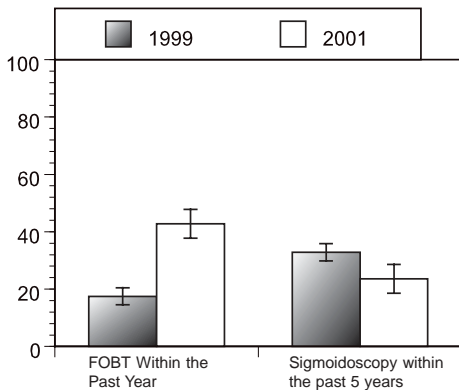 1999 2001
100
80
60
40
20
0
FOBT Within the
Past Year
Sigmoidoscopy within
the past 5 years